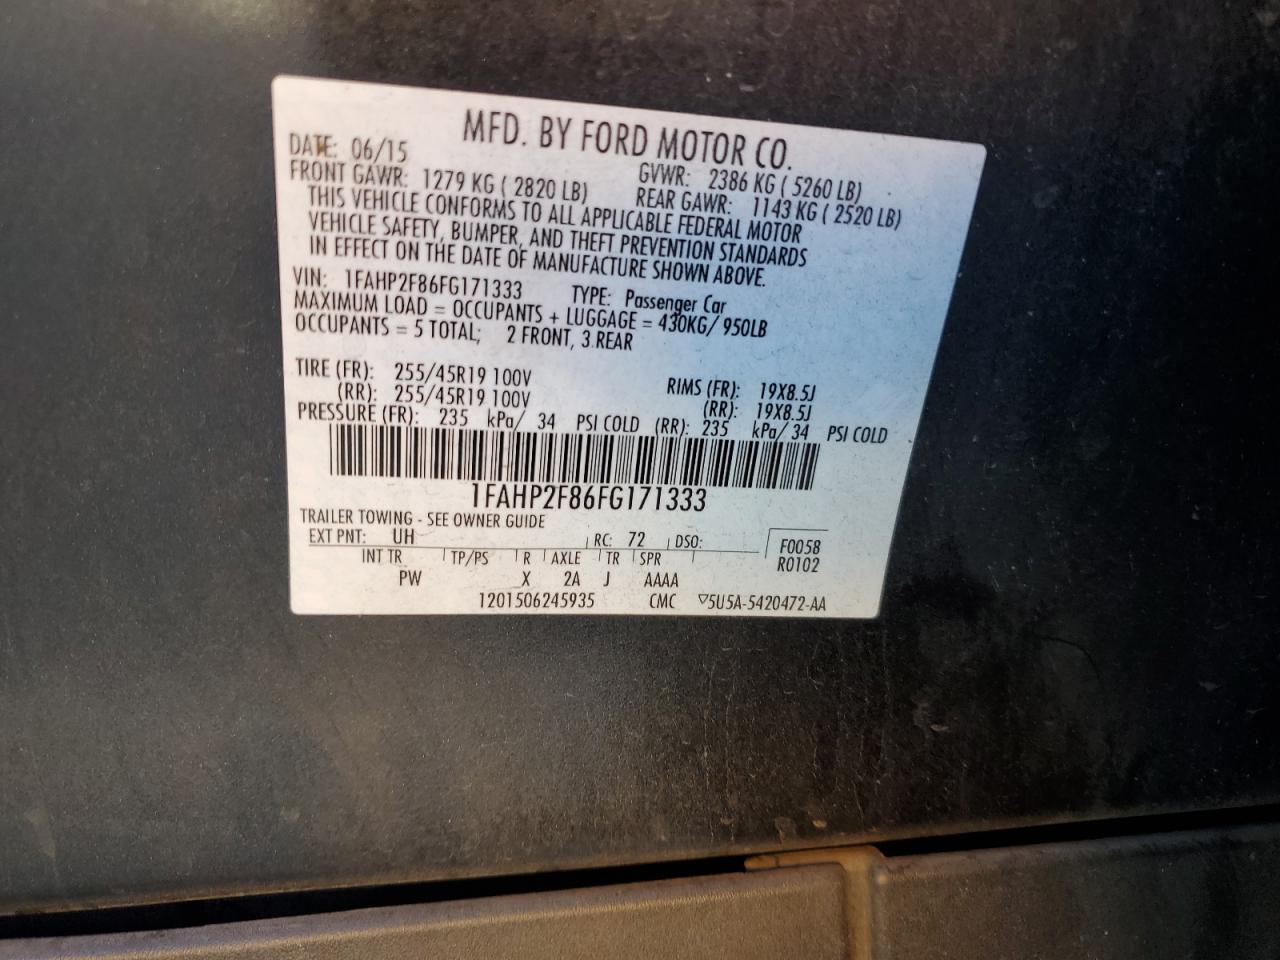 MFD. BY FORD MOTOR CO.
DATE: 06/15 GVWR: 2386 KG ( 5260 LB)
FRONT GAWR: 1279 KG ( 2820 LB) REAR GAWR: 1143 KG ( 2520 LB)
THIS VEHICLE CONFORMS TO ALL APPLICABLE FEDERAL MOTOR
VEHICLE SAFETY, BUMPER, AND THEFT PREVENTION STANDARDS
IN EFFECT ON THE DATE OF MANUFACTURE SHOWN ABOVE.
VIN: 1FAHP2F86FG171333 TYPE: Passenger Car
MAXIMUM LOAD = OCCUPANTS + LUGGAGE = 430KG/ 950LB
OCCUPANTS = 5 TOTAL; 2 FRONT, 3 REAR
TIRE (FR): 255/45R19 100V RIMS (FR): 19X8.5J
(RR): 255/45R19 100V (RR): 19X8.5J
PRESSURE (FR): 235 kPa/ 34 PSI COLD (RR): 235 kPa/ 34 PSI COLD
1FAHP2F86FG171333
TRAILER TOWING - SEE OWNER GUIDE
EXT PNT: UH RC: 72 DSO: F0058
INT TR TP/PS R AXLE TR SPR R0102
PW X 2A J AAAA
1201506245935 CMC ▽5U5A-5420472-AA